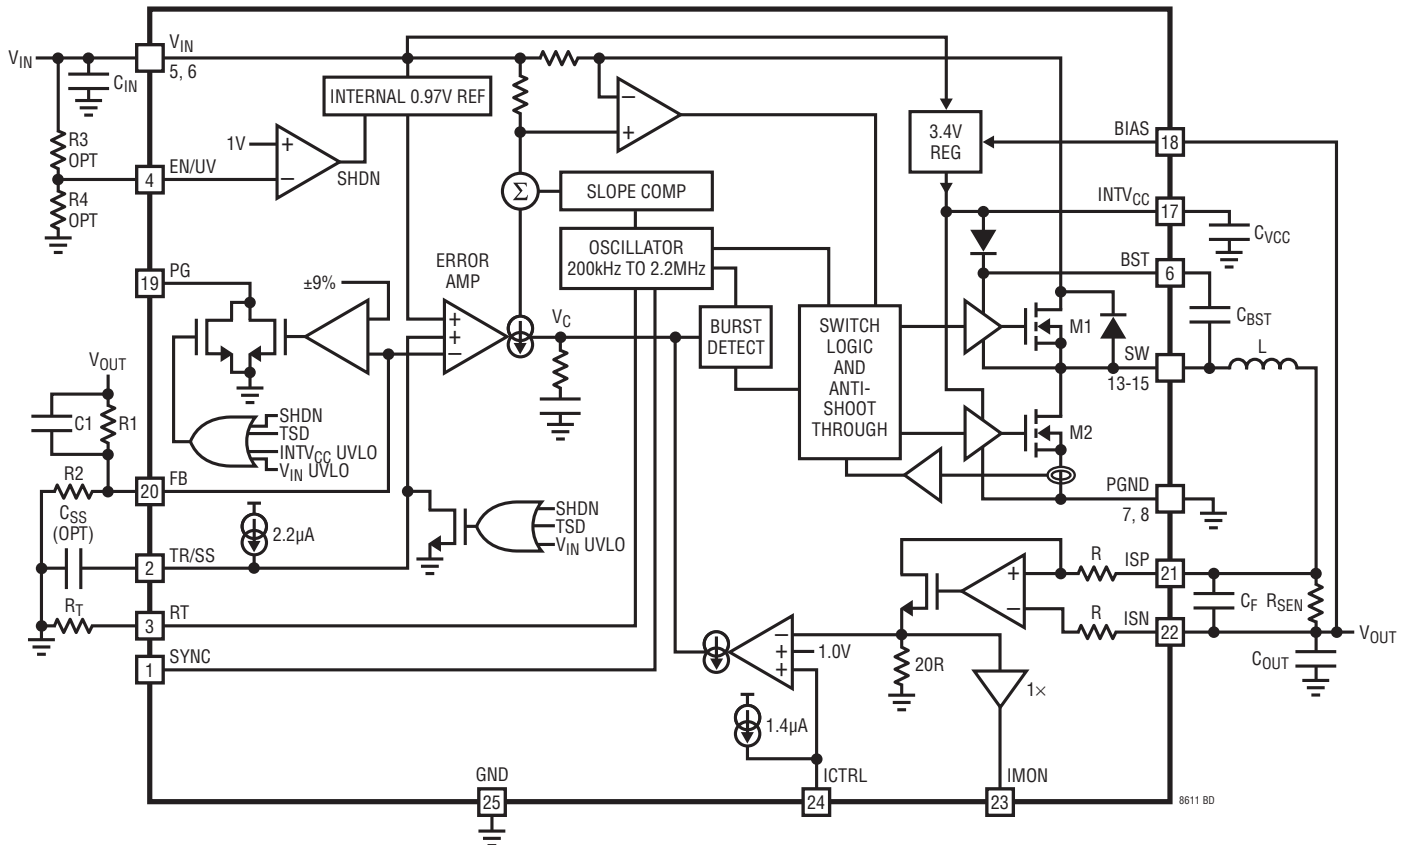 VIN
VIN
5, 6
CIN
INTERNAL 0.97V REF
R3
OPT
1V
+
–
SHDN
EN/UV
4
R4
OPT
–
+
3.4V
REG
BIAS
18
Σ
SLOPE COMP
INTVCC
17
CVCC
OSCILLATOR
200kHz TO 2.2MHz
ERROR
AMP
PG
19
±9%
BST
6
CBST
+
+
–
VC
BURST
DETECT
SWITCH
LOGIC
AND
ANTI-
SHOOT
THROUGH
M1
SW
13-15
L
VOUT
C1
R1
SHDN
TSD
INTVCC UVLO
VIN UVLO
M2
R2
FB
20
PGND
7, 8
CSS
(OPT)
2.2µA
SHDN
TSD
VIN UVLO
TR/SS
2
R
ISP
21
+
–
CF
RSEN
RT
RT
3
R
ISN
22
VOUT
SYNC
1
–
+
+
1.0V
20R
1×
COUT
1.4µA
GND
25
ICTRL
24
IMON
23
8611 BD